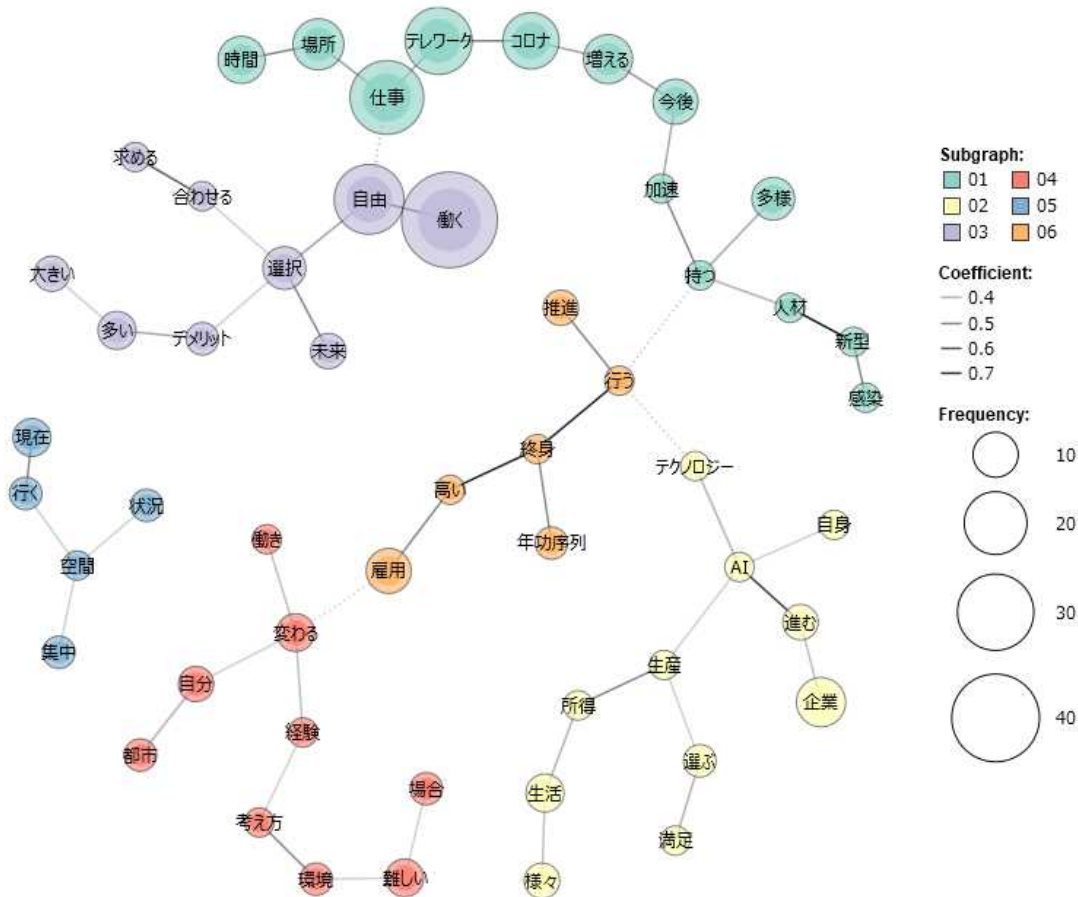 時間
場所
テレワーク
コロナ
増える
仕事
今後
加速
多様
持つ
人材
新型
感染
求める
合わせる
自由
働く
選択
大きい
多い
デメリット
未来
推進
行う
終身
高い
年功序列
雇用
テクノロジー
自身
AI
進む
企業
生産
所得
選ぶ
生活
満足
様々
現在
行く
状況
空間
集中
働き
変わる
自分
都市
経験
場合
考え方
環境
難しい
Subgraph:
01 04
02 05
03 06
Coefficient:
0.4
0.5
0.6
0.7
Frequency:
10
20
30
40